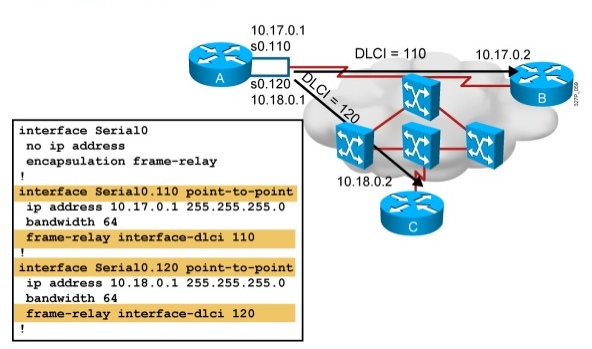 10.17.0.1
s0.110
DLCI = 110
10.17.0.2
A
s0.120
10.18.0.1
DLCI = 120
B
327P_059
10.18.0.2
C
interface Serial0
no ip address
encapsulation frame-relay
!
interface Serial0.110 point-to-point
ip address 10.17.0.1 255.255.255.0
bandwidth 64
frame-relay interface-dlci 110
!
interface Serial0.120 point-to-point
ip address 10.18.0.1 255.255.255.0
bandwidth 64
frame-relay interface-dlci 120
!